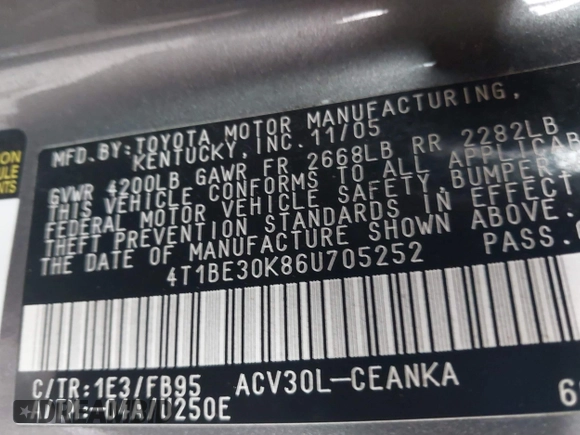 MFD.BY:TOYOTA MOTOR MANUFACTURING,
KENTUCKY, INC. 11/05
GVWR 4200LB GAWR FR 2668LB RR 2282LB
THIS VEHICLE CONFORMS TO ALL APPLICAB
FEDERAL MOTOR VEHICLE SAFETY,BUMPER
THEFT PREVENTION STANDARDS IN EFFECT
THE DATE OF MANUFACTURE SHOWN ABOVE.
4T1BE30K86U705252 PASS.
C/TR:1E3/FB95 ACV30L-CEANKA